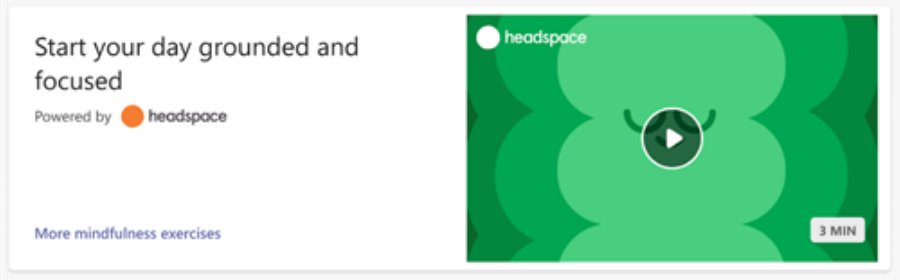 Start your day grounded and
focused
Powered by headspace
More mindfulness exercises
headspace
3 MIN